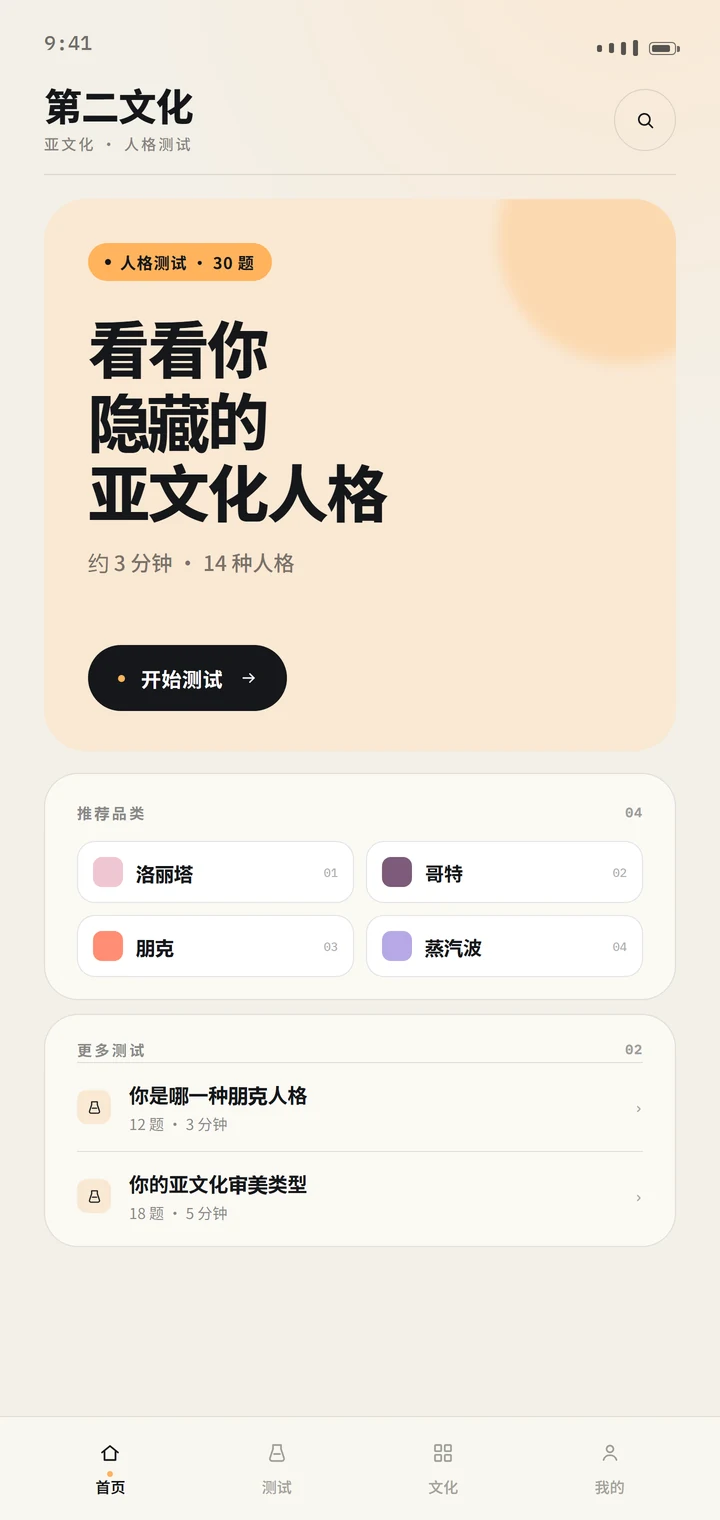 9:41
第二文化
亚文化 · 人格测试
人格测试 · 30 题
看看你
隐藏的
亚文化人格
约 3 分钟 · 14 种人格
开始测试 →
推荐品类 04
洛丽塔 01
哥特 02
朋克 03
蒸汽波 04
更多测试 02
你是哪一种朋克人格
12 题 · 3 分钟
你的亚文化审美类型
18 题 · 5 分钟
首页
测试
文化
我的